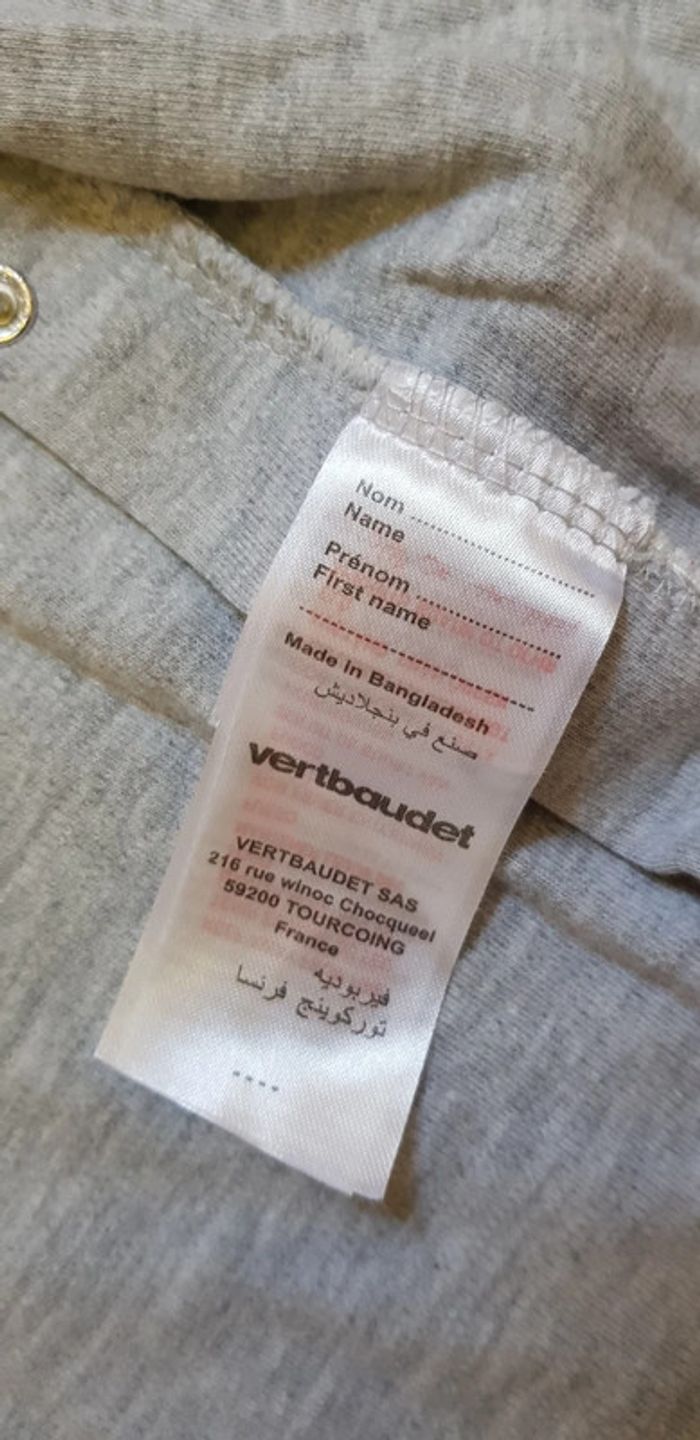 Nom ..............................
Name
Prénom ........................
First name
Made in Bangladesh
صنع في بنجلاديش
vertbaudet
VERTBAUDET SAS
216 rue winoc Chocqueel
59200 TOURCOING
France
فيربوديه
توركوينج فرنسا